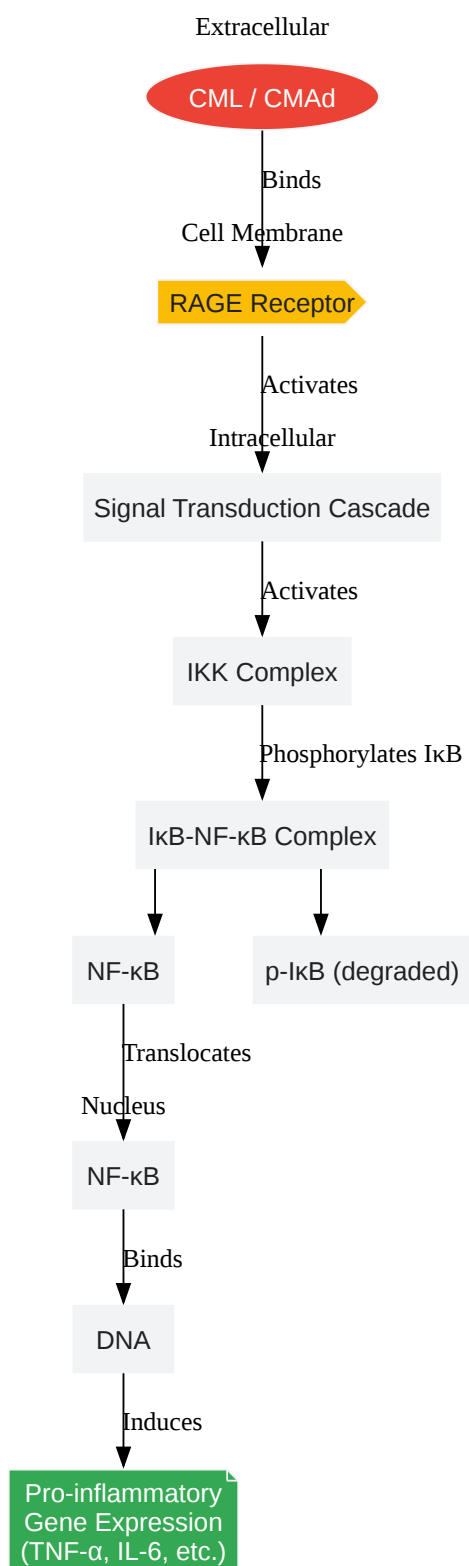 Extracellular
CML / CMAd
Binds
Cell Membrane
RAGE Receptor
Activates
Intracellular
Signal Transduction Cascade
Activates
IKK Complex
Phosphorylates IκB
IκB-NF-κB Complex
NF-κB
p-IκB (degraded)
Translocates
Nucleus
NF-κB
Binds
DNA
Induces
Pro-inflammatory
Gene Expression
(TNF-α, IL-6, etc.)